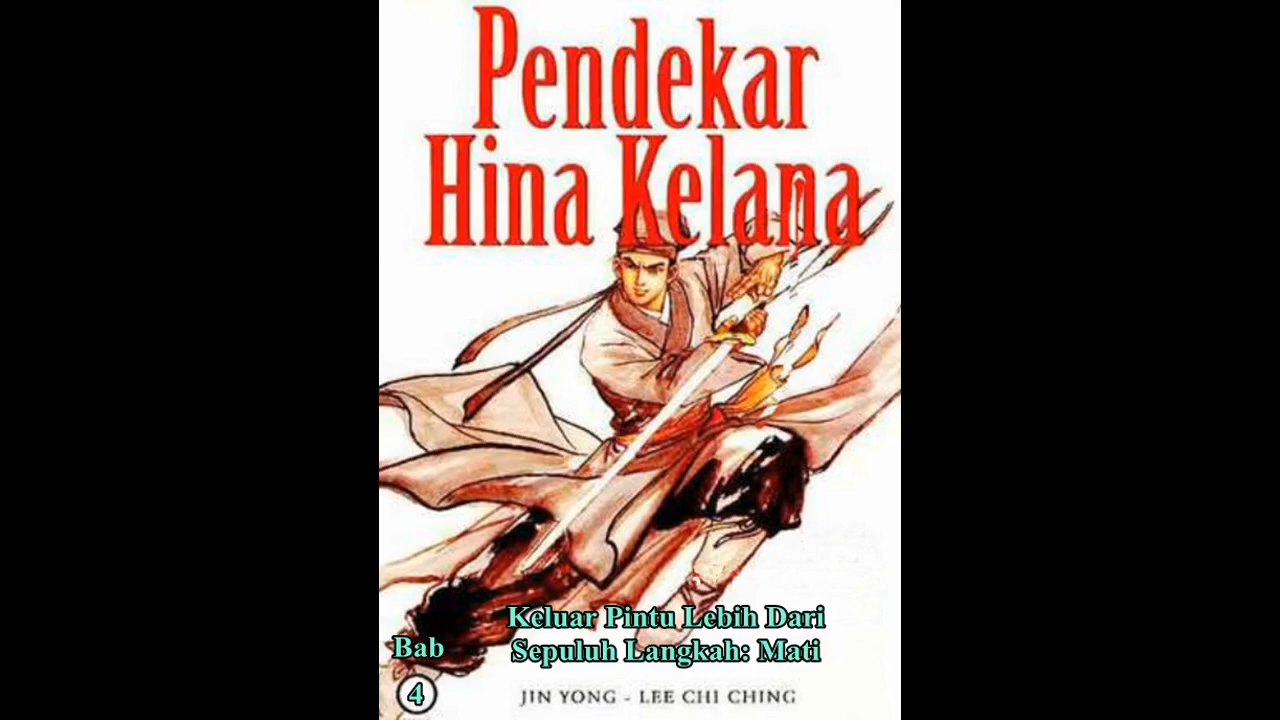 Pendekar
Hina Kelana
Keluar Pintu Lebih Dari
Sepuluh Langkah: Mati
Bab
4
JIN YONG - LEE CHI CHING